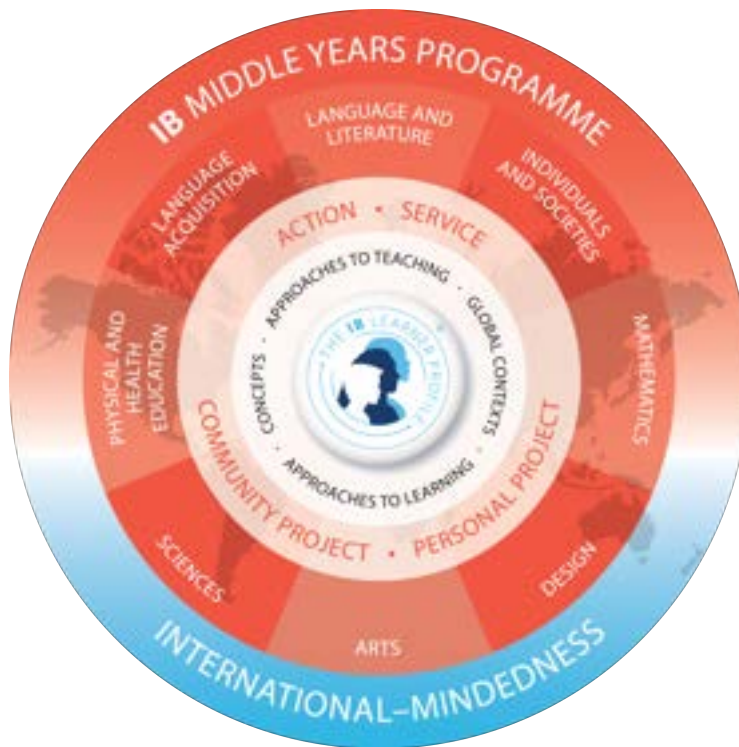 IB MIDDLE YEARS PROGRAMME
LANGUAGE AND
LITERATURE
LANGUAGE
ACQUISITION
INDIVIDUALS
AND SOCIETIES
PHYSICAL AND
HEALTH
EDUCATION
MATHEMATICS
SCIENCES
DESIGN
ARTS
ACTION • SERVICE
COMMUNITY PROJECT • PERSONAL PROJECT
APPROACHES TO TEACHING · GLOBAL CONTEXTS · APPROACHES TO LEARNING · CONCEPTS ·
THE IB LEARNER PROFILE
INTERNATIONAL–MINDEDNESS